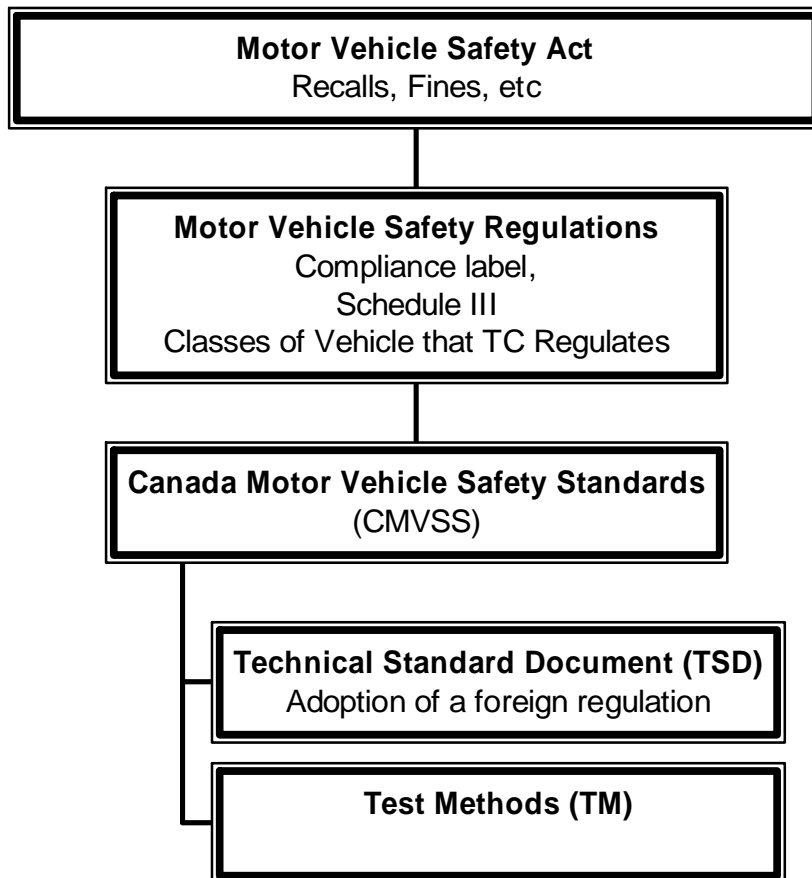 Motor Vehicle Safety Act
Recalls, Fines, etc
Motor Vehicle Safety Regulations
Compliance label,
Schedule III
Classes of Vehicle that TC Regulates
Canada Motor Vehicle Safety Standards
(CMVSS)
Technical Standard Document (TSD)
Adoption of a foreign regulation
Test Methods (TM)